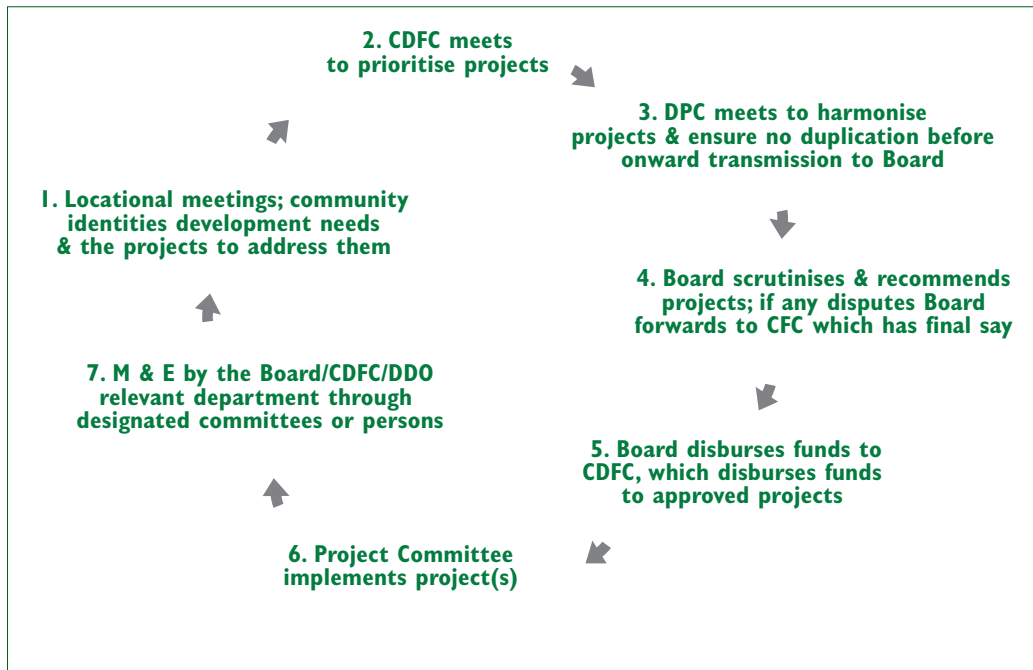 2. CDFC meets
to prioritise projects
3. DPC meets to harmonise
projects & ensure no duplication before
onward transmission to Board
1. Locational meetings; community
identities development needs
& the projects to address them
4. Board scrutinises & recommends
projects; if any disputes Board
forwards to CFC which has final say
7. M & E by the Board/CDFC/DDO
relevant department through
designated committees or persons
5. Board disburses funds to
CDFC, which disburses funds
to approved projects
6. Project Committee
implements project(s)